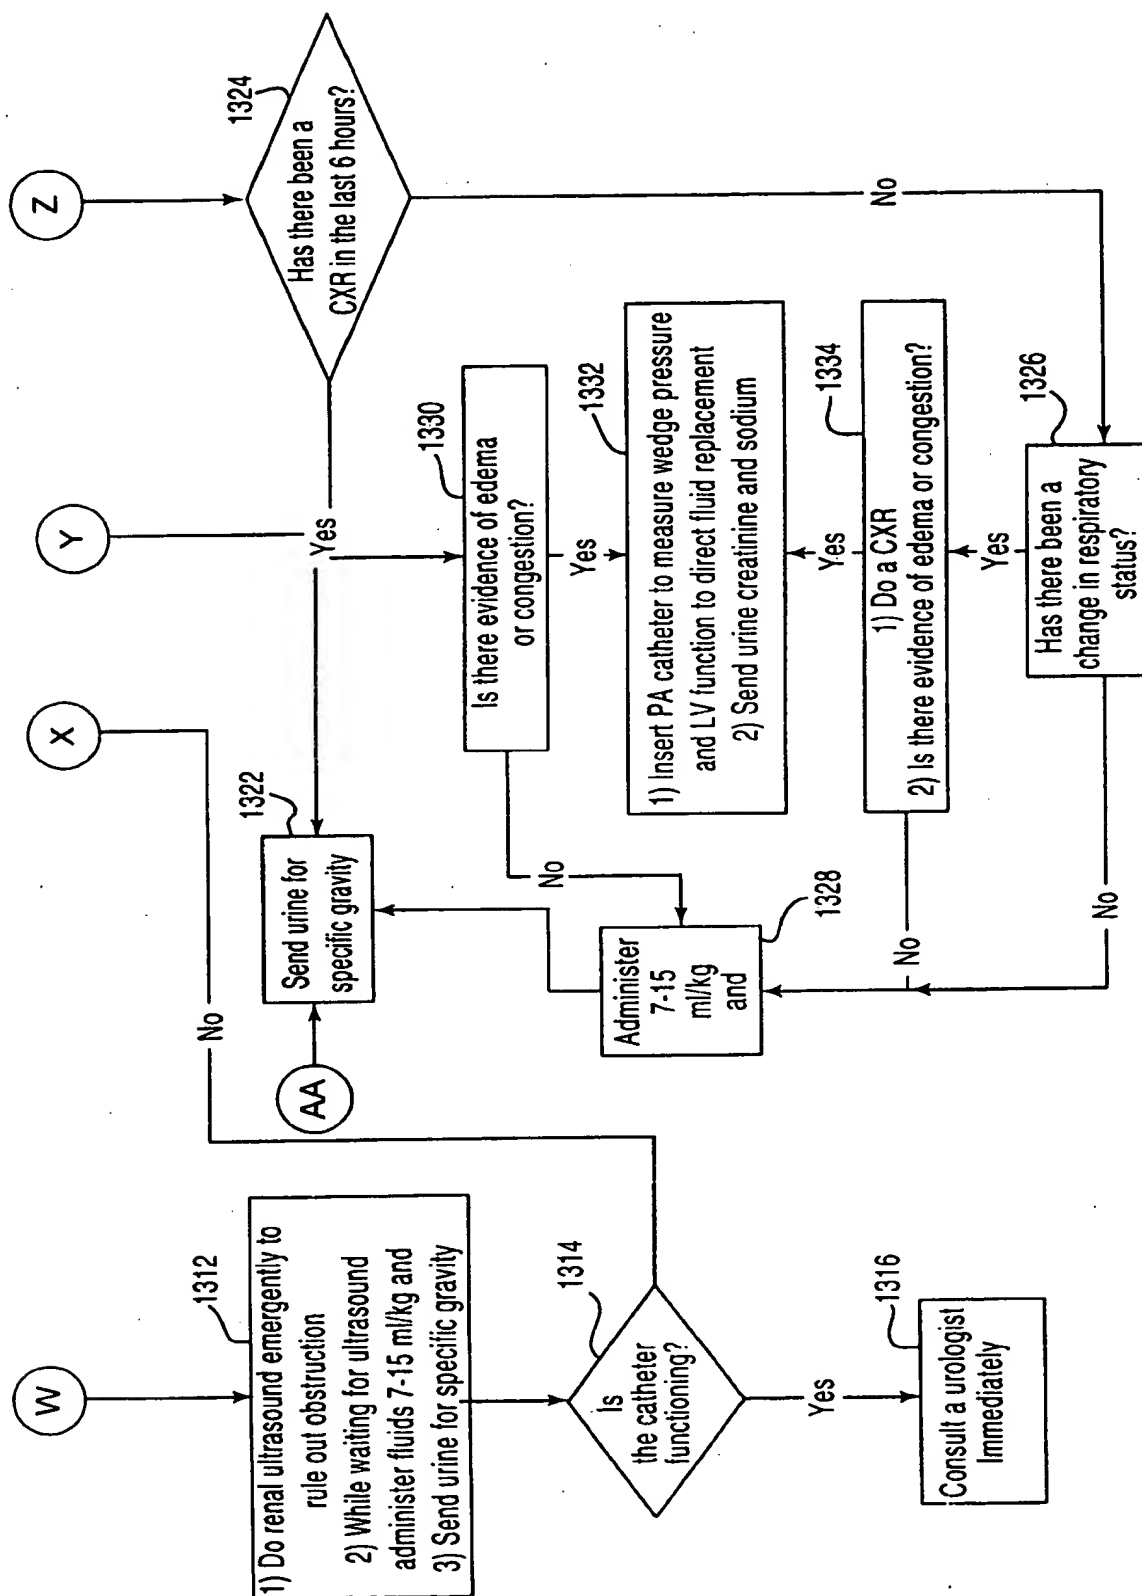 W
1312
1) Do renal ultrasound emergently to
rule out obstruction
2) While waiting for ultrasound
administer fluids 7-15 ml/kg and
3) Send urine for specific gravity
1314
Is
the catheter
functioning?
No
Yes
1316
Consult a urologist
Immediately
X
Y
Z
AA
1322
Send urine for
specific gravity
1324
Has there been a
CXR in the last 6 hours?
Yes
No
1330
Is there evidence of edema
or congestion?
Yes
No
1332
1) Insert PA catheter to measure wedge pressure
and LV function to direct fluid replacement
2) Send urine creatinine and sodium
Yes
1334
1) Do a CXR
2) Is there evidence of edema or congestion?
No
Yes
1328
Administer
7-15
ml/kg
and
1326
Has there been a
change in respiratory
status?
No